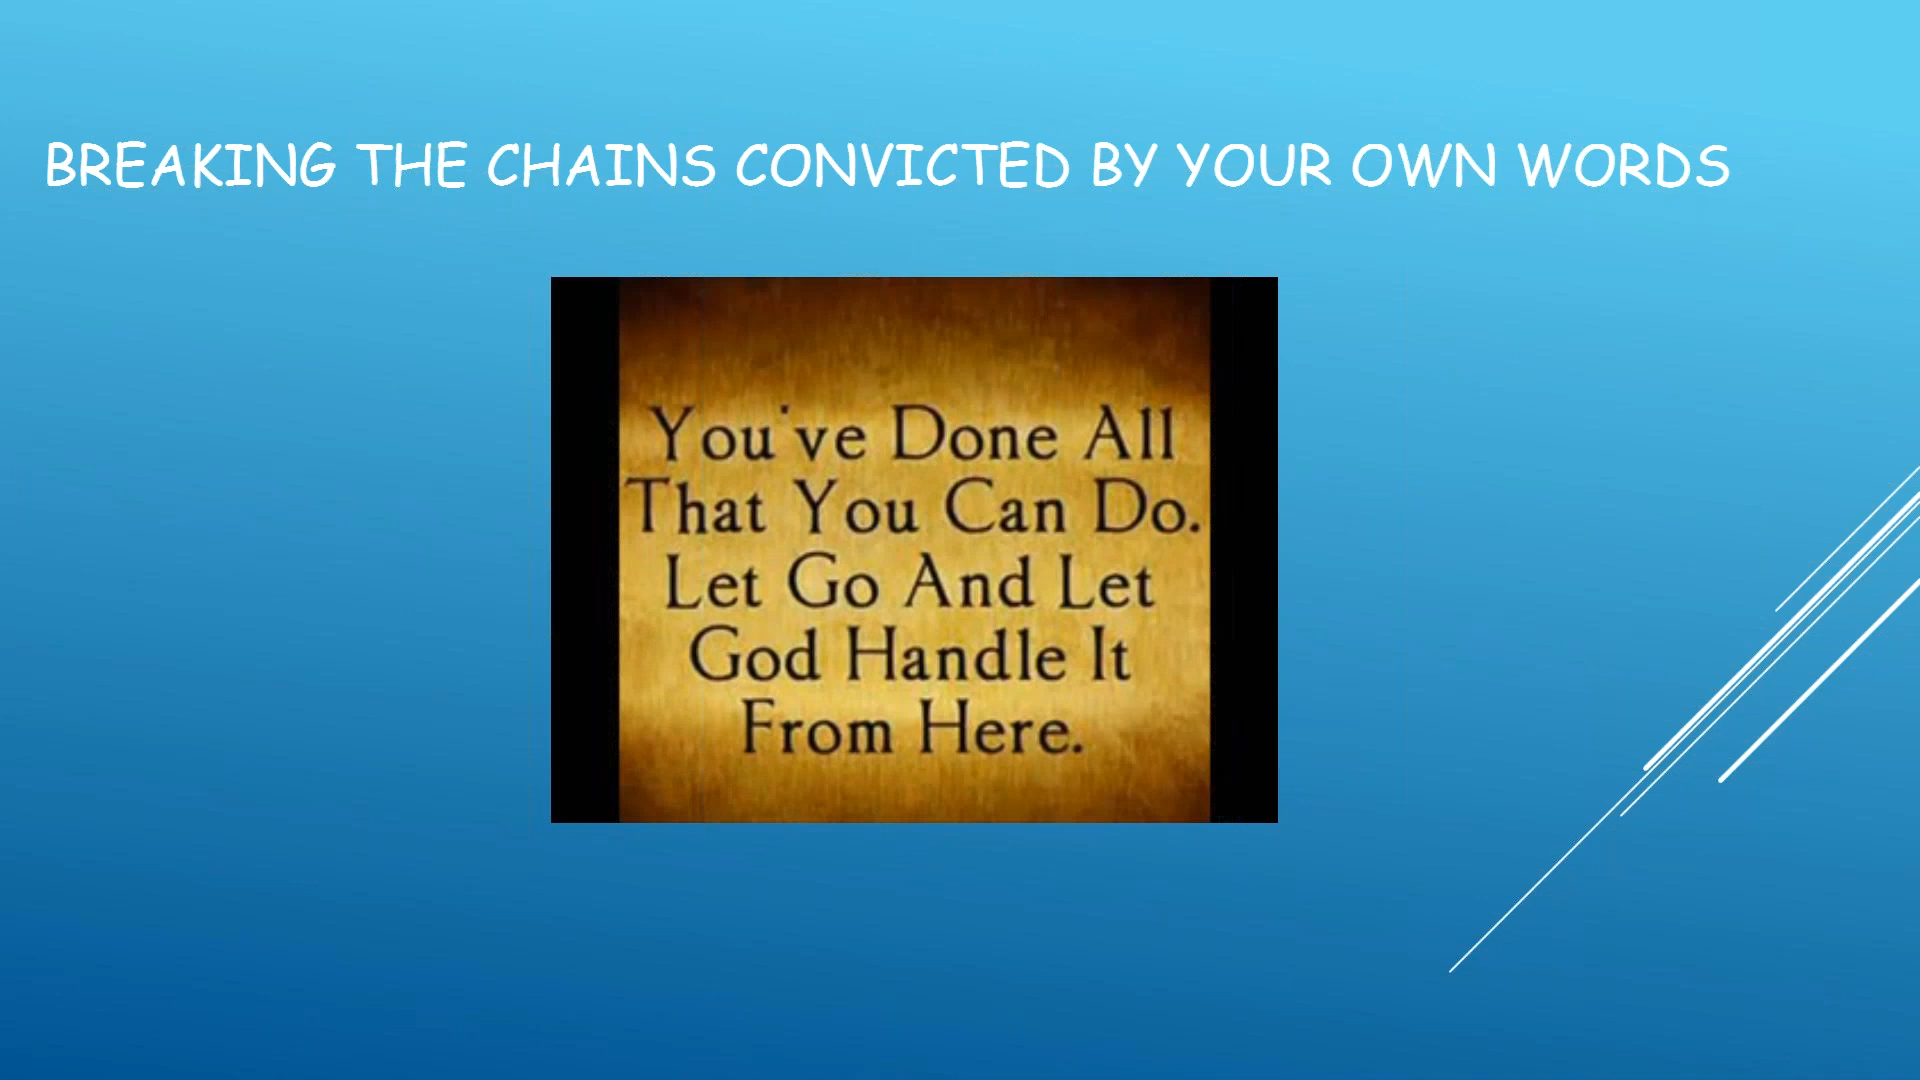 BREAKING THE CHAINS CONVICTED BY YOUR OWN WORDS
You've Done All
That You Can Do.
Let Go And Let
God Handle It
From Here.